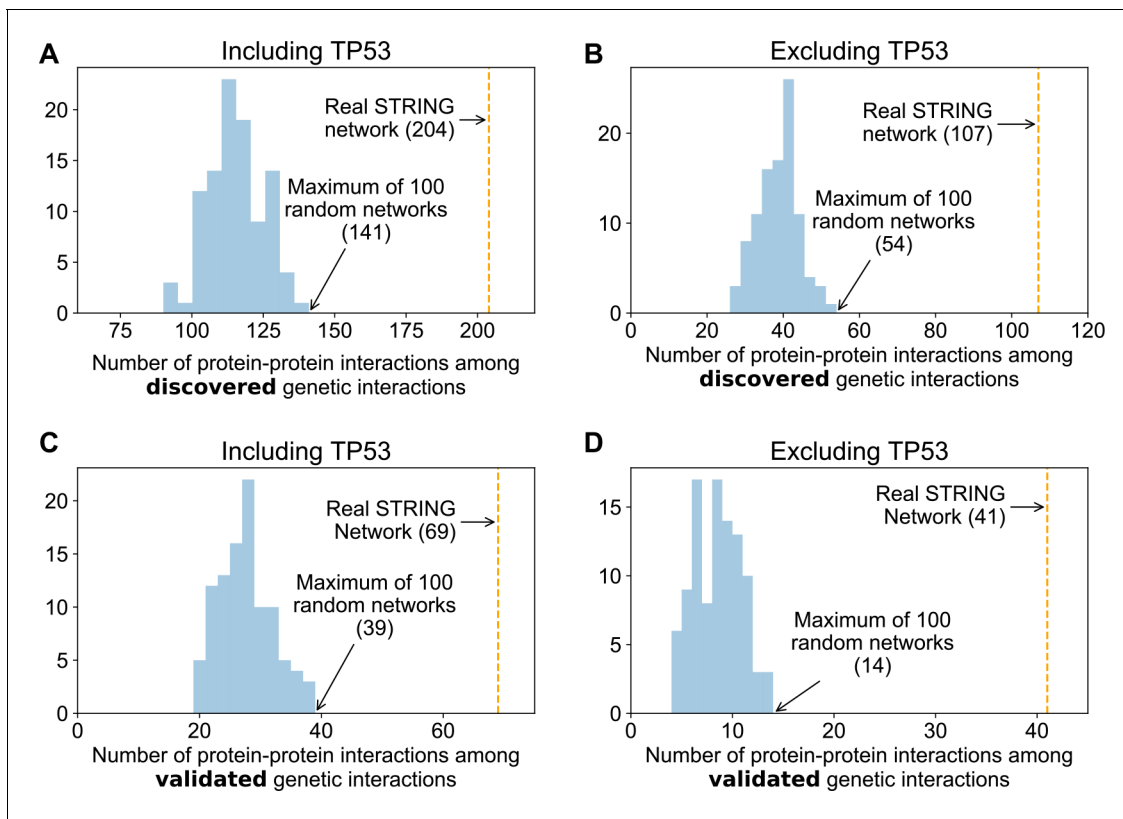 A
Including TP53
20
15
10
5
0
75
100
125
150
175
200
Real STRING
network (204)
Maximum of 100
random networks
(141)
Number of protein-protein interactions among
discovered genetic interactions
B
Excluding TP53
20
10
0
0
20
40
60
80
100
120
Real STRING
network (107)
Maximum of 100
random networks
(54)
Number of protein-protein interactions among
discovered genetic interactions
C
Including TP53
20
15
10
5
0
0
20
40
60
Real STRING
Network (69)
Maximum of 100
random networks
(39)
Number of protein-protein interactions among
validated genetic interactions
D
Excluding TP53
15
10
5
0
0
10
20
30
40
Real STRING
Network (41)
Maximum of 100
random networks
(14)
Number of protein-protein interactions among
validated genetic interactions